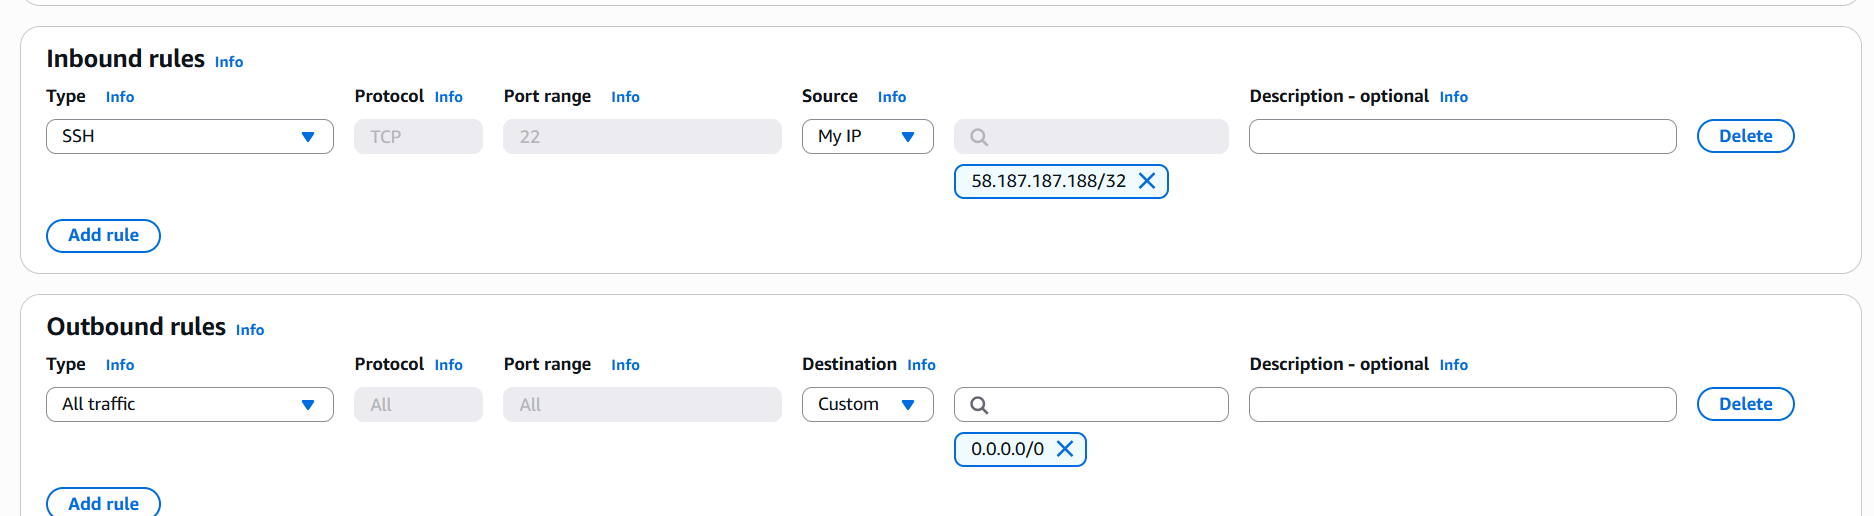 Inbound rules Info
Type Info Protocol Info Port range Info Source Info Description - optional Info
SSH TCP 22 My IP Delete
58.187.187.188/32
Add rule
Outbound rules Info
Type Info Protocol Info Port range Info Destination Info Description - optional Info
All traffic All All Custom Delete
0.0.0.0/0
Add rule